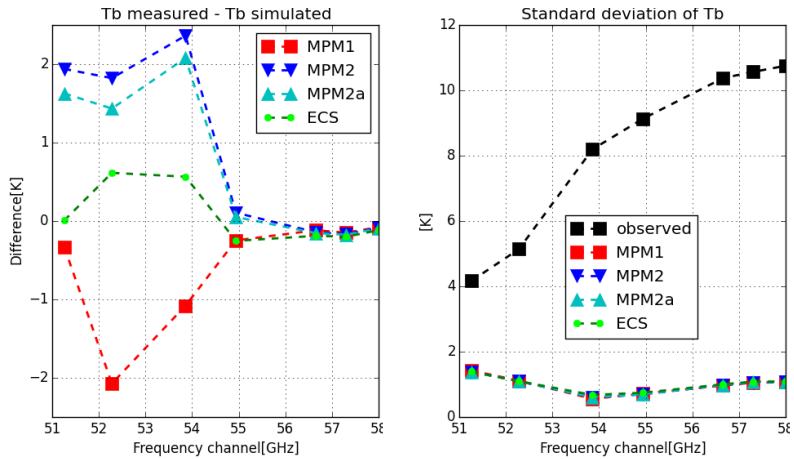 Tb measured - Tb simulated
Difference[K]
2
1
0
−1
−2
51 52 53 54 55 56 57 58
Frequency channel[GHz]
MPM1
MPM2
MPM2a
ECS
Standard deviation of Tb
[K]
12
10
8
6
4
2
0
51 52 53 54 55 56 57 58
Frequency channel[GHz]
observed
MPM1
MPM2
MPM2a
ECS